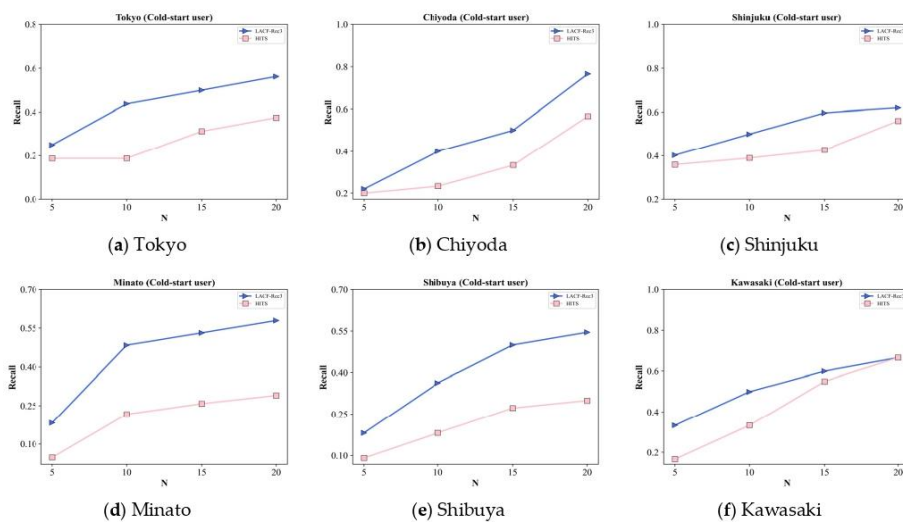 Tokyo (Cold-start user)
LACF-Rec3
HITS
Recall
0.8
0.6
0.4
0.2
0.0
5 10 15 20
N
(a) Tokyo
Chiyoda (Cold-start user)
LACF-Rec3
HITS
Recall
1.0
0.8
0.6
0.4
0.2
5 10 15 20
N
(b) Chiyoda
Shinjuku (Cold-start user)
LACF-Rec3
HITS
Recall
1.0
0.8
0.6
0.4
0.2
5 10 15 20
N
(c) Shinjuku
Minato (Cold-start user)
LACF-Rec3
HITS
Recall
0.70
0.55
0.40
0.25
0.10
5 10 15 20
N
(d) Minato
Shibuya (Cold-start user)
LACF-Rec3
HITS
Recall
0.70
0.55
0.40
0.25
0.10
5 10 15 20
N
(e) Shibuya
Kawasaki (Cold-start user)
LACF-Rec3
HITS
Recall
1.0
0.8
0.6
0.4
0.2
5 10 15 20
N
(f) Kawasaki